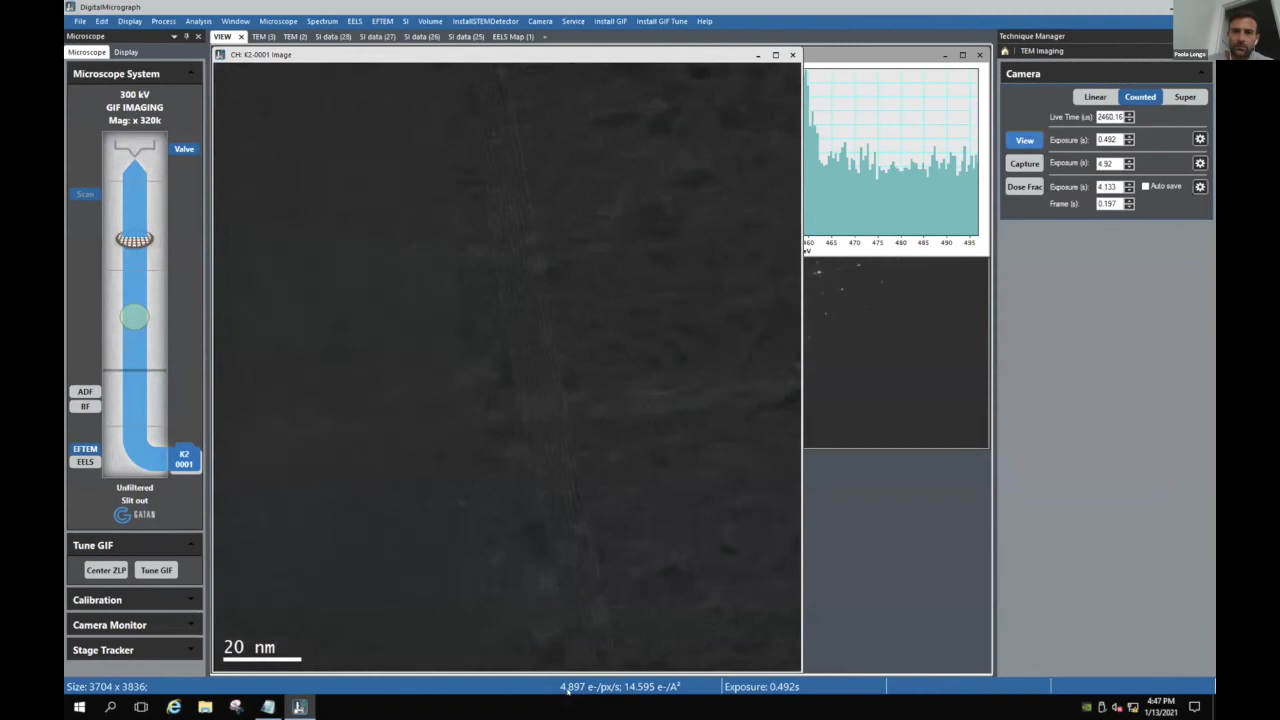 DigitalMicrograph
File Edit Display Process Analysis Window Microscope Spectrum EELS EFTEM SI Volume InstallSTEMDetector Camera Service Install GIF Install GIF Tune Help
Microscope
VIEW TEM (3) TEM (2) SI data (28) SI data (27) SI data (26) SI data (25) EELS Map (1) +
Technique Manager
Paolo Longo
Microscope Display
CH: K2-0001 Image
TEM Imaging
Microscope System
300 kV
GIF IMAGING
Mag: x 320k
Valve
Scan
ADF
BF
EFTEM
EELS
K2
0001
Unfiltered
Slit out
GATAN
Tune GIF
Center ZLP Tune GIF
Calibration
Camera Monitor
Stage Tracker
20 nm
460 465 470 475 480 485 490 495
eV
Camera
Linear Counted Super
Live Time (us) 2460.16
View Exposure (s) 0.492
Capture Exposure (s) 4.92
Dose Frac Exposure (s) 4.133 Auto save
Frame (s) 0.197
Size: 3704 x 3836; 4.897 e-/px/s; 14.595 e-/A² Exposure: 0.492s
4:47 PM
1/13/2021